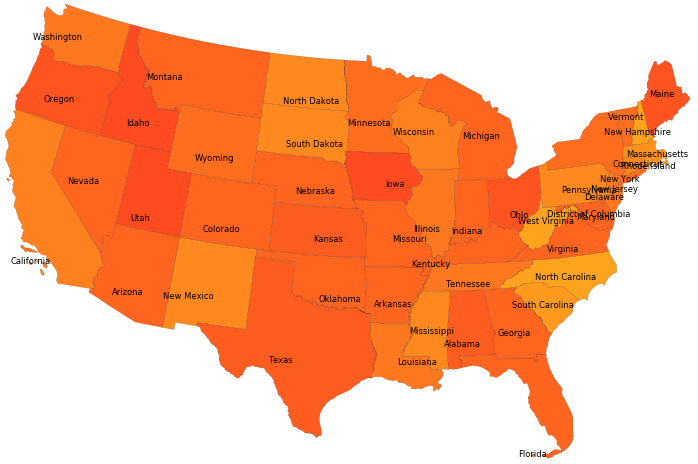 Washington
Montana
North Dakota
Minnesota
Wisconsin
Michigan
Maine
Vermont
New Hampshire
Oregon
Idaho
South Dakota
Massachusetts
Connecticut
Rhode Island
Wyoming
Nevada
Nebraska
Iowa
New York
Pennsylvania
New Jersey
Delaware
Utah
Colorado
Kansas
Missouri
Illinois
Indiana
Ohio
West Virginia
District of Columbia
Maryland
Virginia
California
Kentucky
Arizona
New Mexico
Oklahoma
Arkansas
Tennessee
North Carolina
South Carolina
Texas
Mississippi
Alabama
Georgia
Louisiana
Florida